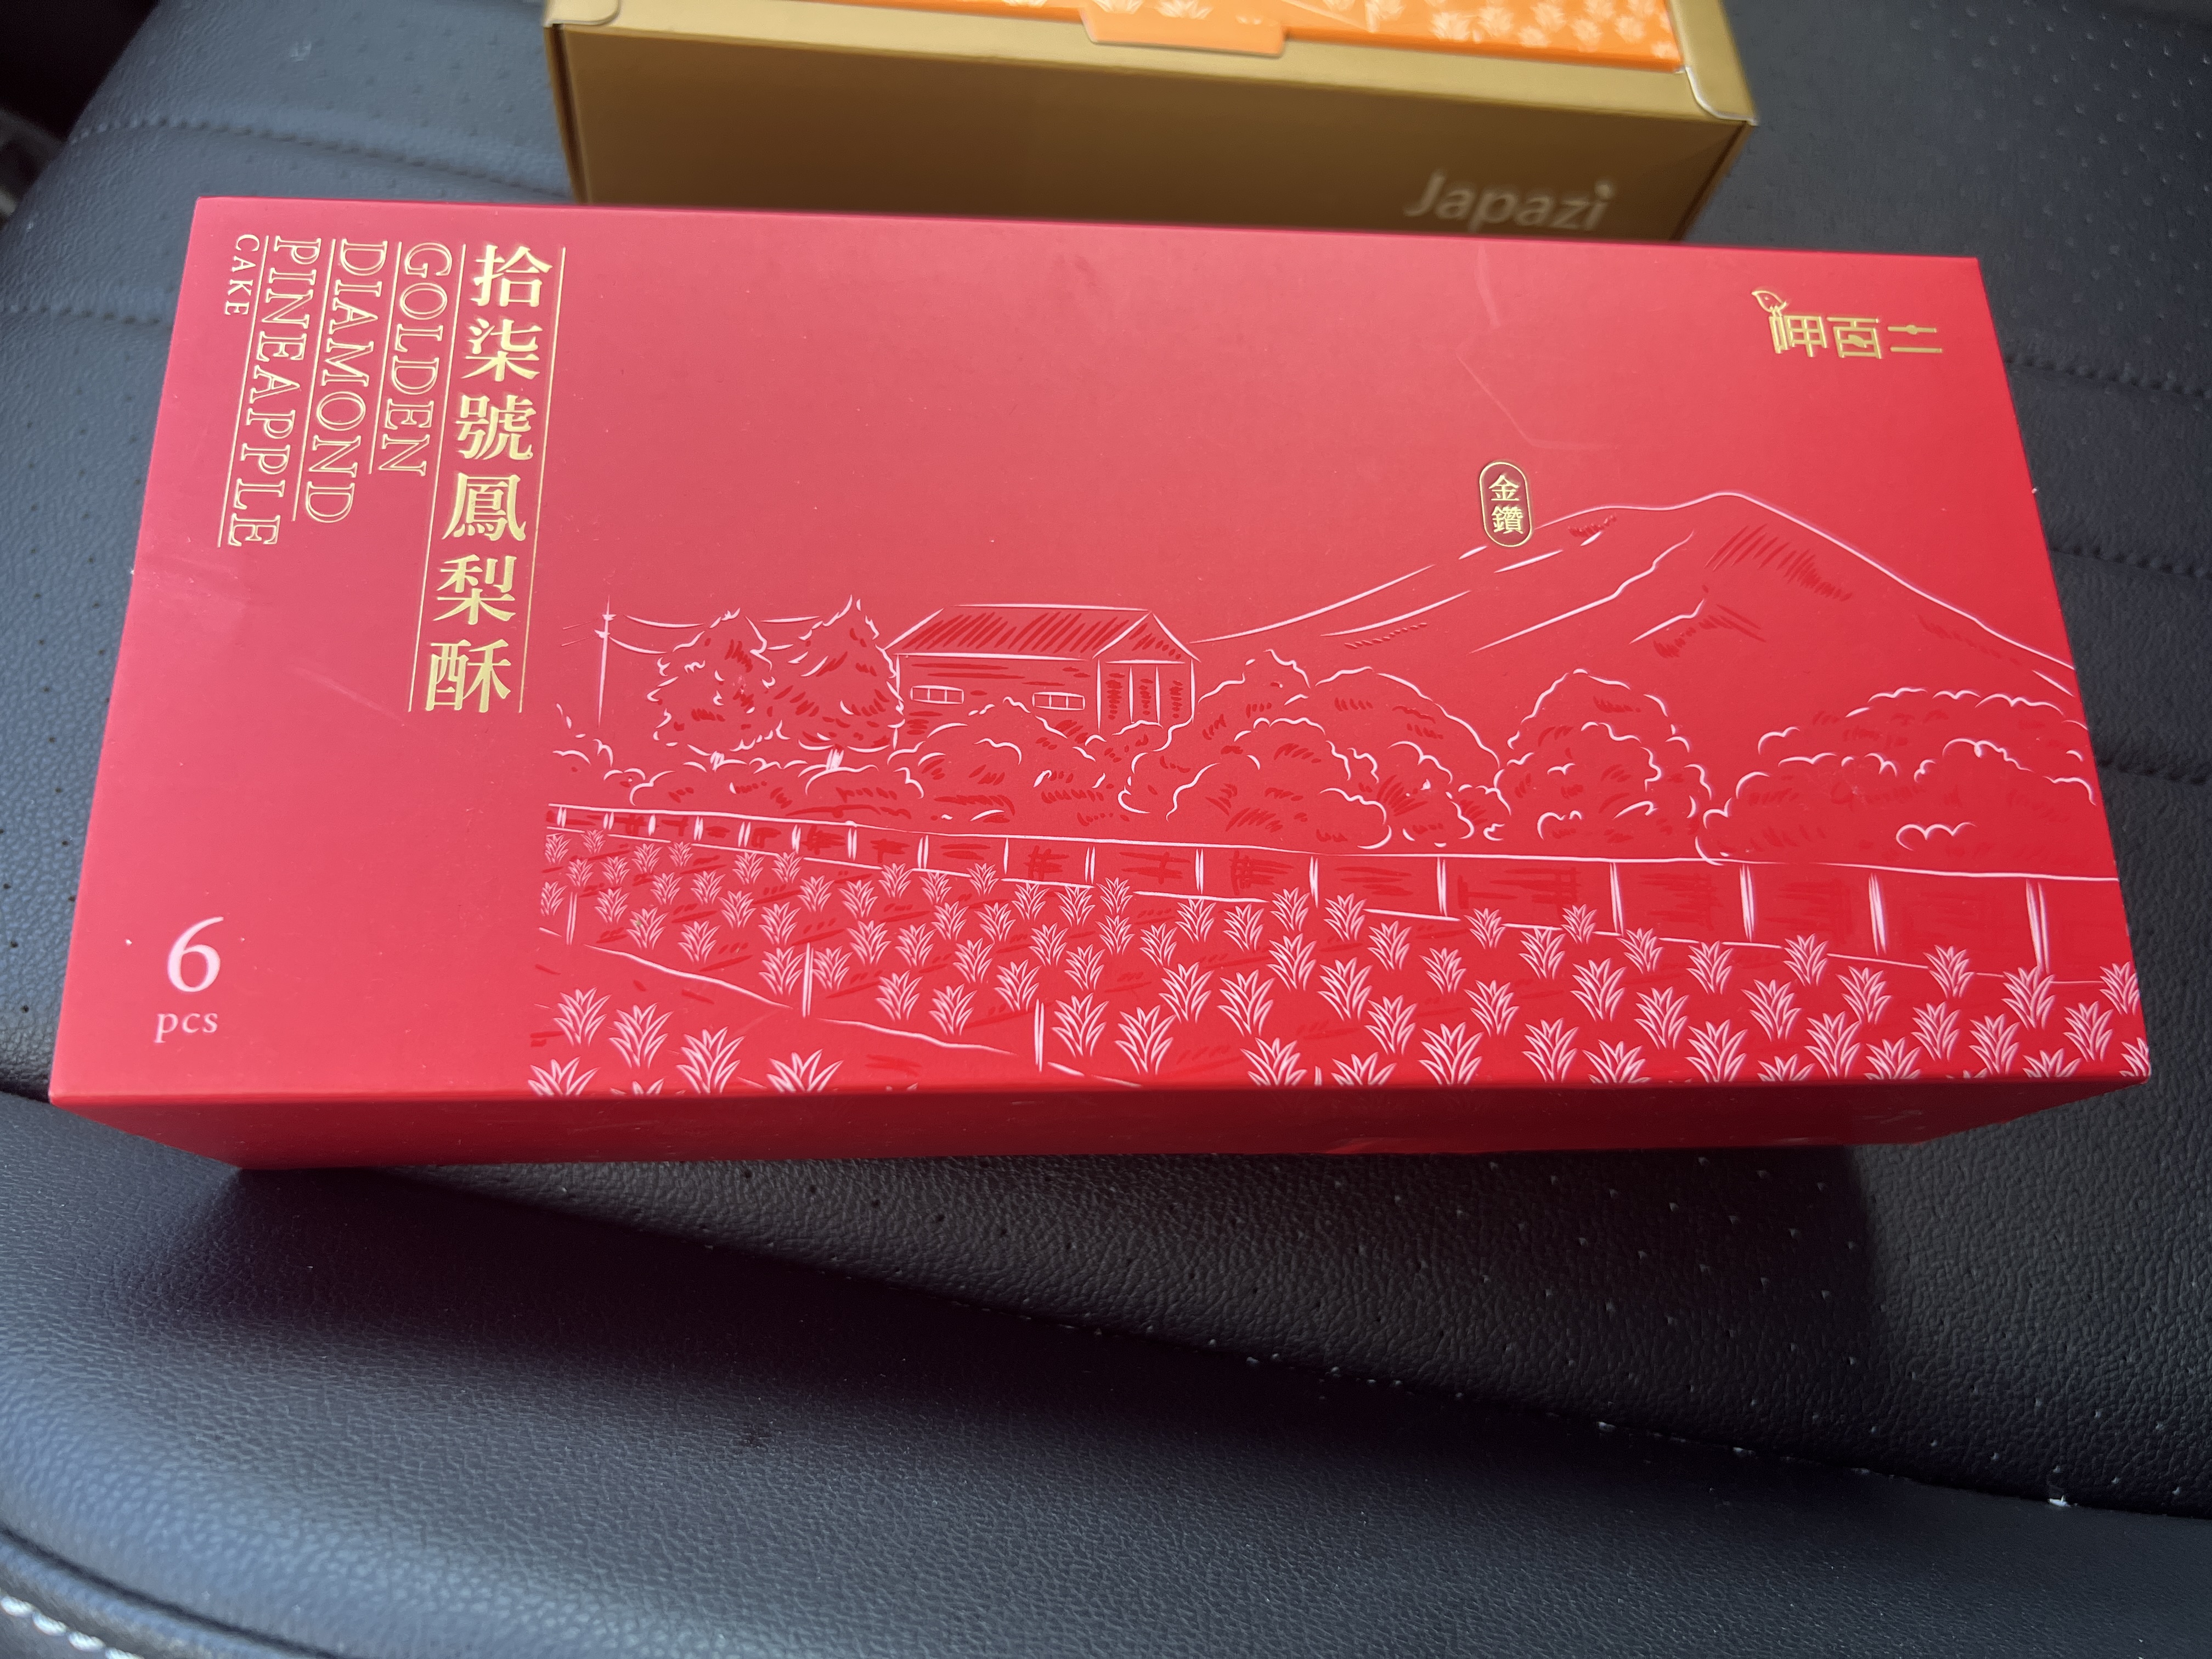 Japazi
拾柒號鳳梨酥
GOLDEN
DIAMOND
PINEAPPLE
CAKE
金鑽
6
pcs